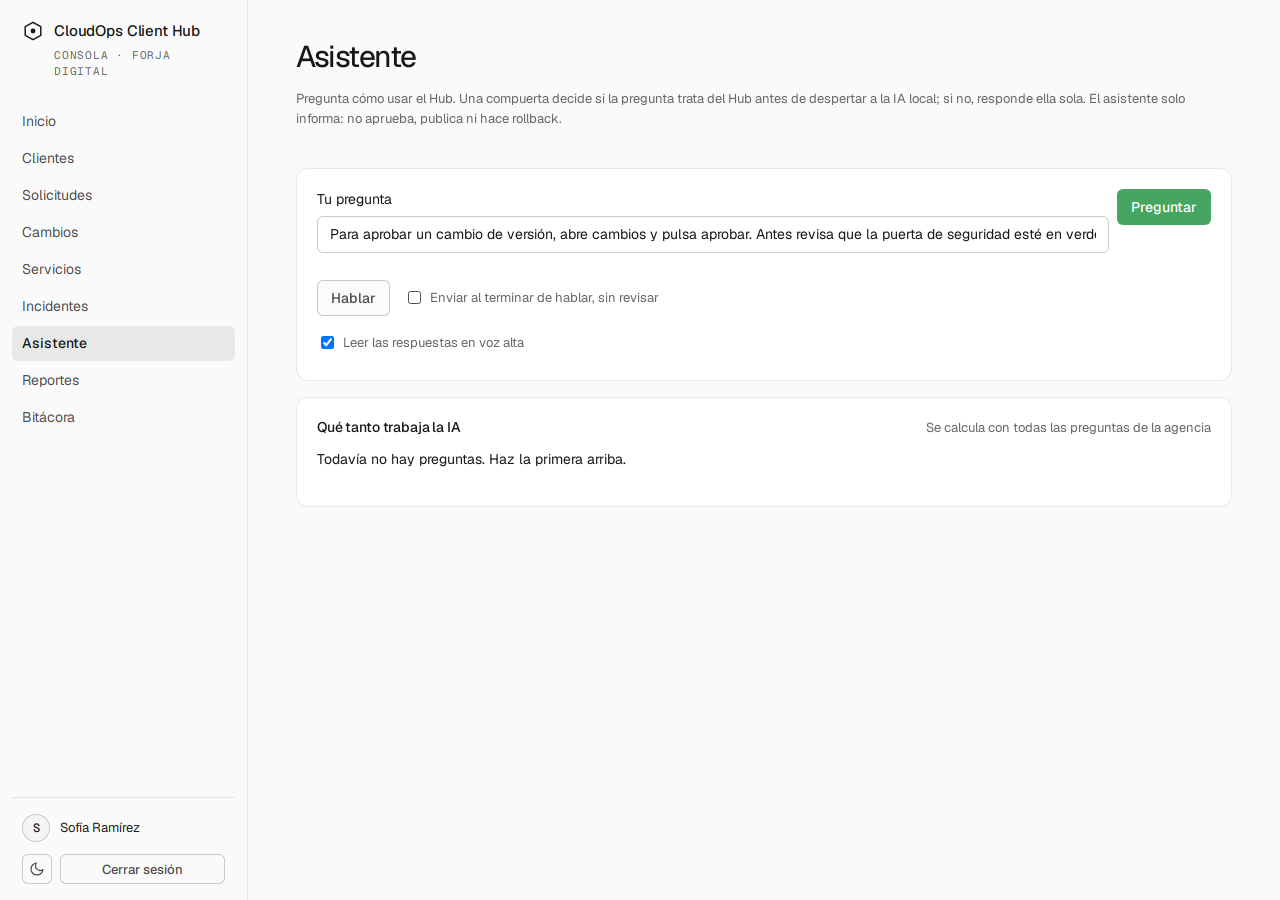 CloudOps Client Hub
CONSOLA · FORJA
DIGITAL
Inicio
Clientes
Solicitudes
Cambios
Servicios
Incidentes
Asistente
Reportes
Bitácora
S
Sofía Ramírez
Cerrar sesión
Asistente
Pregunta cómo usar el Hub. Una compuerta decide si la pregunta trata del Hub antes de despertar a la IA local; si no, responde ella sola. El asistente solo
informa: no aprueba, publica ni hace rollback.
Tu pregunta
Preguntar
Para aprobar un cambio de versión, abre cambios y pulsa aprobar. Antes revisa que la puerta de seguridad esté en
Hablar
Enviar al terminar de hablar, sin revisar
Leer las respuestas en voz alta
Qué tanto trabaja la IA
Se calcula con todas las preguntas de la agencia
Todavía no hay preguntas. Haz la primera arriba.